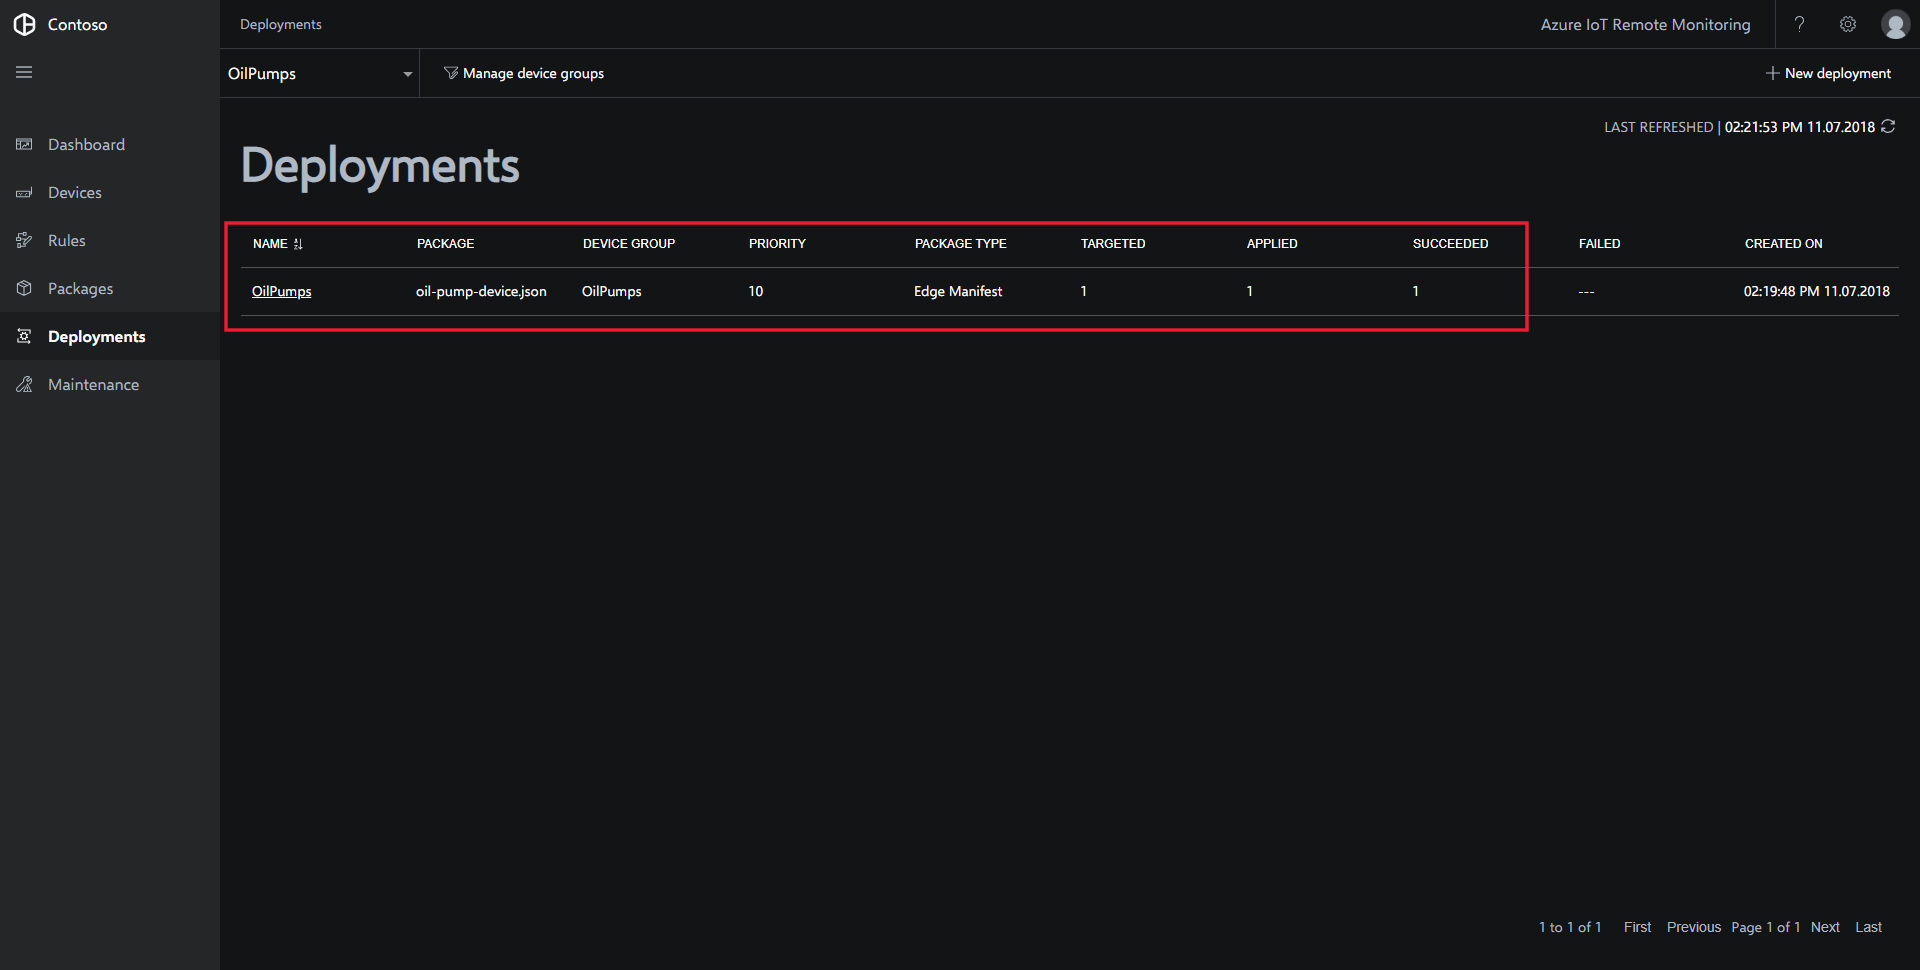 Contoso
Deployments
Azure IoT Remote Monitoring
?
OilPumps
Manage device groups
New deployment
LAST REFRESHED | 02:21:53 PM 11.07.2018
Dashboard
Devices
Rules
Packages
Deployments
Maintenance
Deployments
NAME PACKAGE DEVICE GROUP PRIORITY PACKAGE TYPE TARGETED APPLIED SUCCEEDED FAILED CREATED ON
OilPumps oil-pump-device.json OilPumps 10 Edge Manifest 1 1 1 --- 02:19:48 PM 11.07.2018
1 to 1 of 1 First Previous Page 1 of 1 Next Last